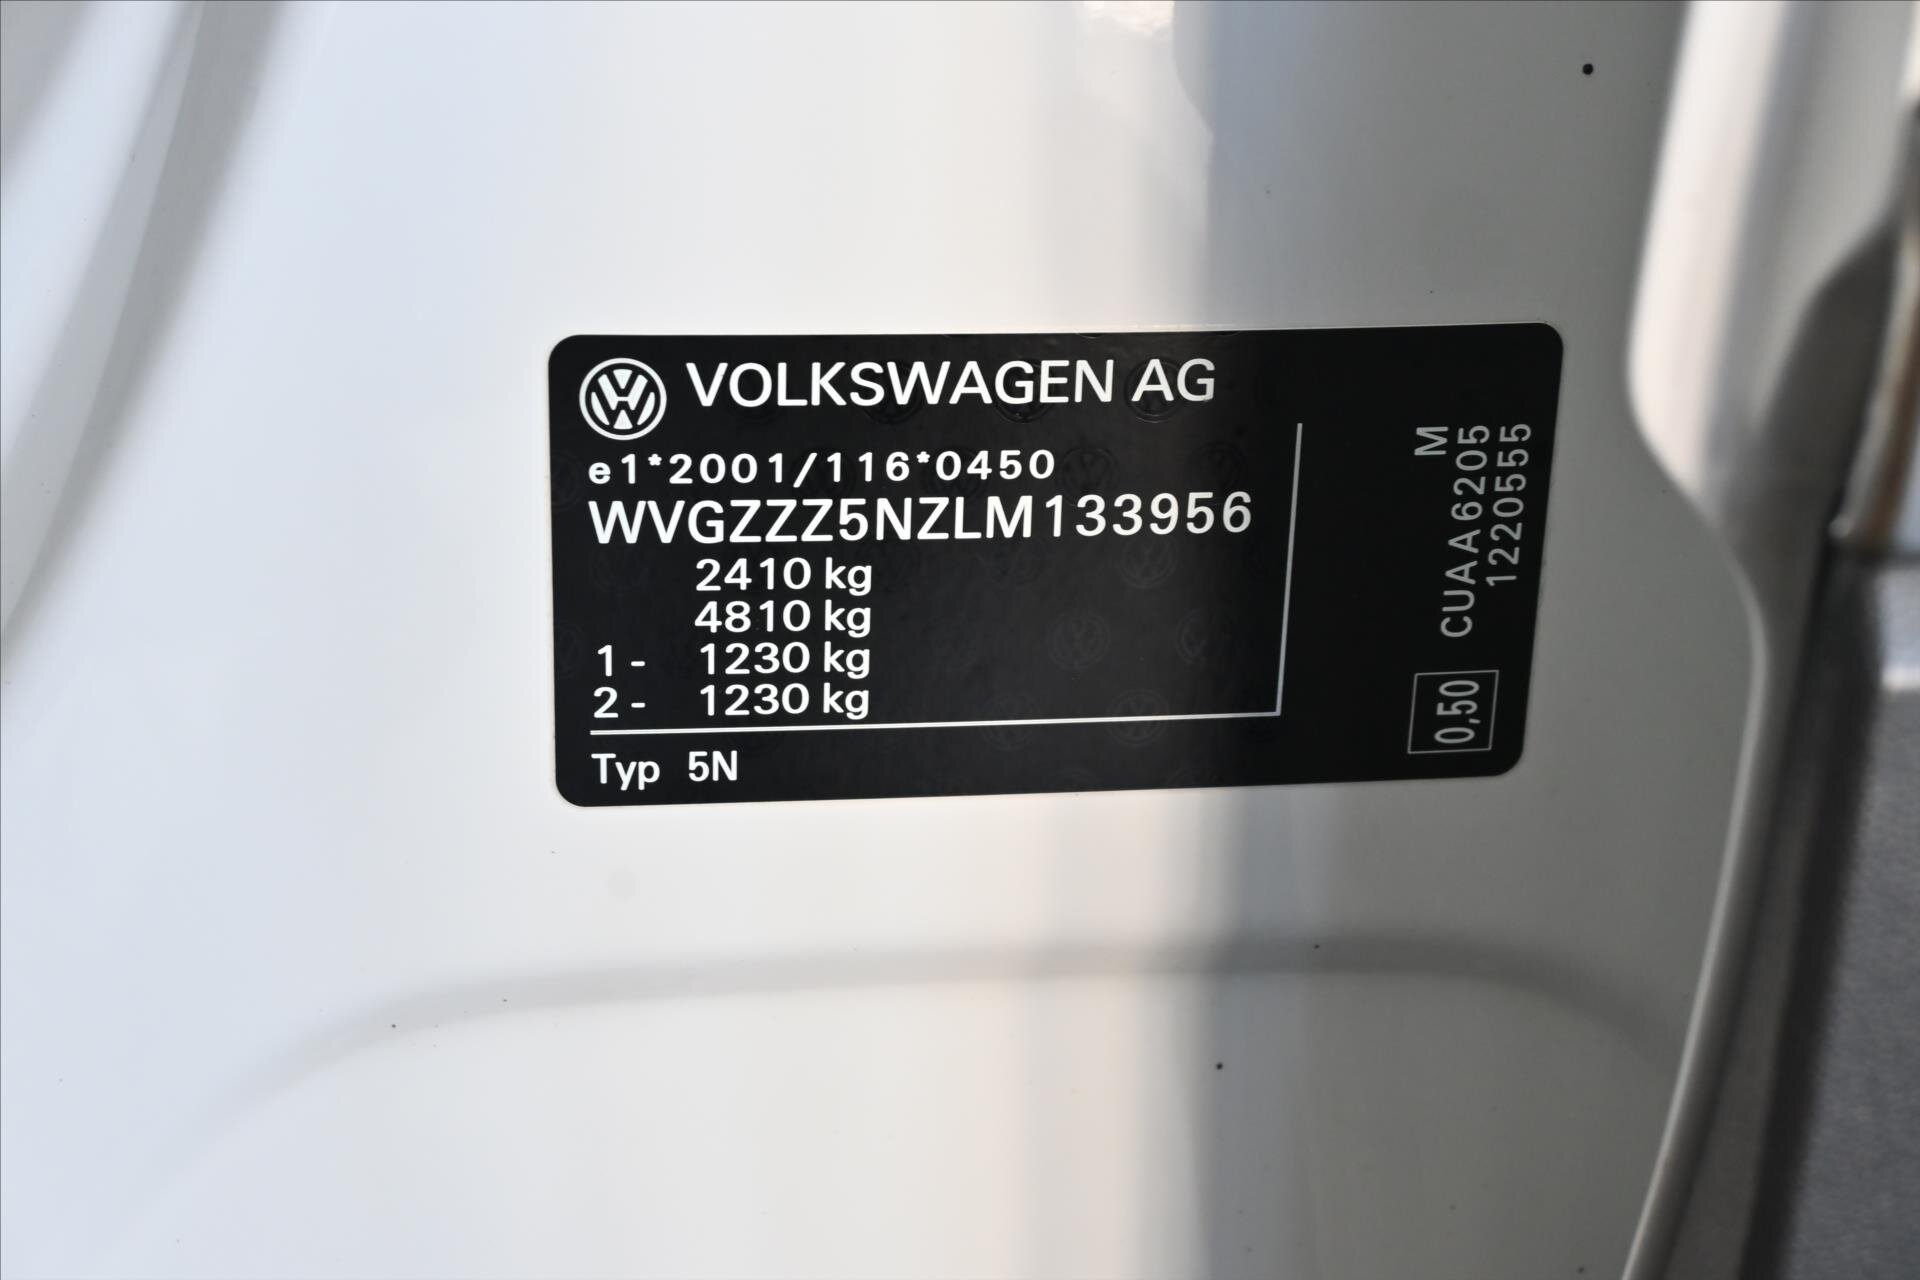 VOLKSWAGEN AG
e1*2001/116*0450
WVGZZZ5NZLM133956
2410 kg
4810 kg
1- 1230 kg
2- 1230 kg
Typ 5N
M
CUAA6205
1220555
0,50